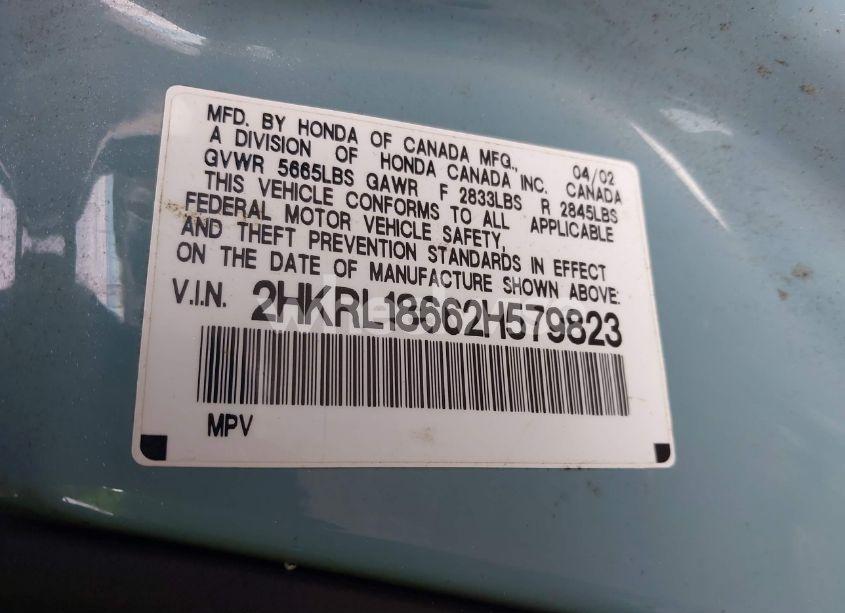 MFD. BY HONDA OF CANADA MFG., 04/02
A DIVISION OF HONDA CANADA INC. CANADA
GVWR 5665LBS GAWR F 2833LBS R 2845LBS
THIS VEHICLE CONFORMS TO ALL APPLICABLE
FEDERAL MOTOR VEHICLE SAFETY,
AND THEFT PREVENTION STANDARDS IN EFFECT
ON THE DATE OF MANUFACTURE SHOWN ABOVE.
V.I.N. 2HKRL18662H579823
MPV